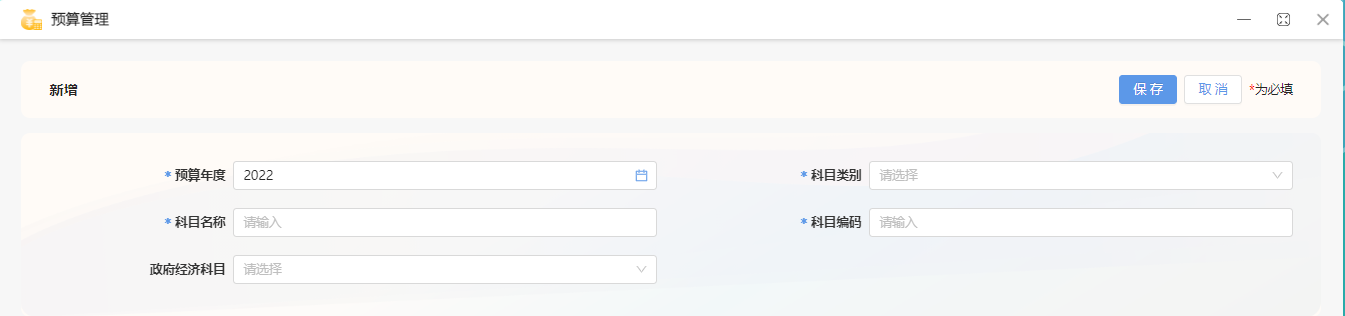 预算管理
新增
保 存 取 消 *为必填
* 预算年度 2022 * 科目类别 请选择
* 科目名称 请输入 * 科目编码 请输入
政府经济科目 请选择